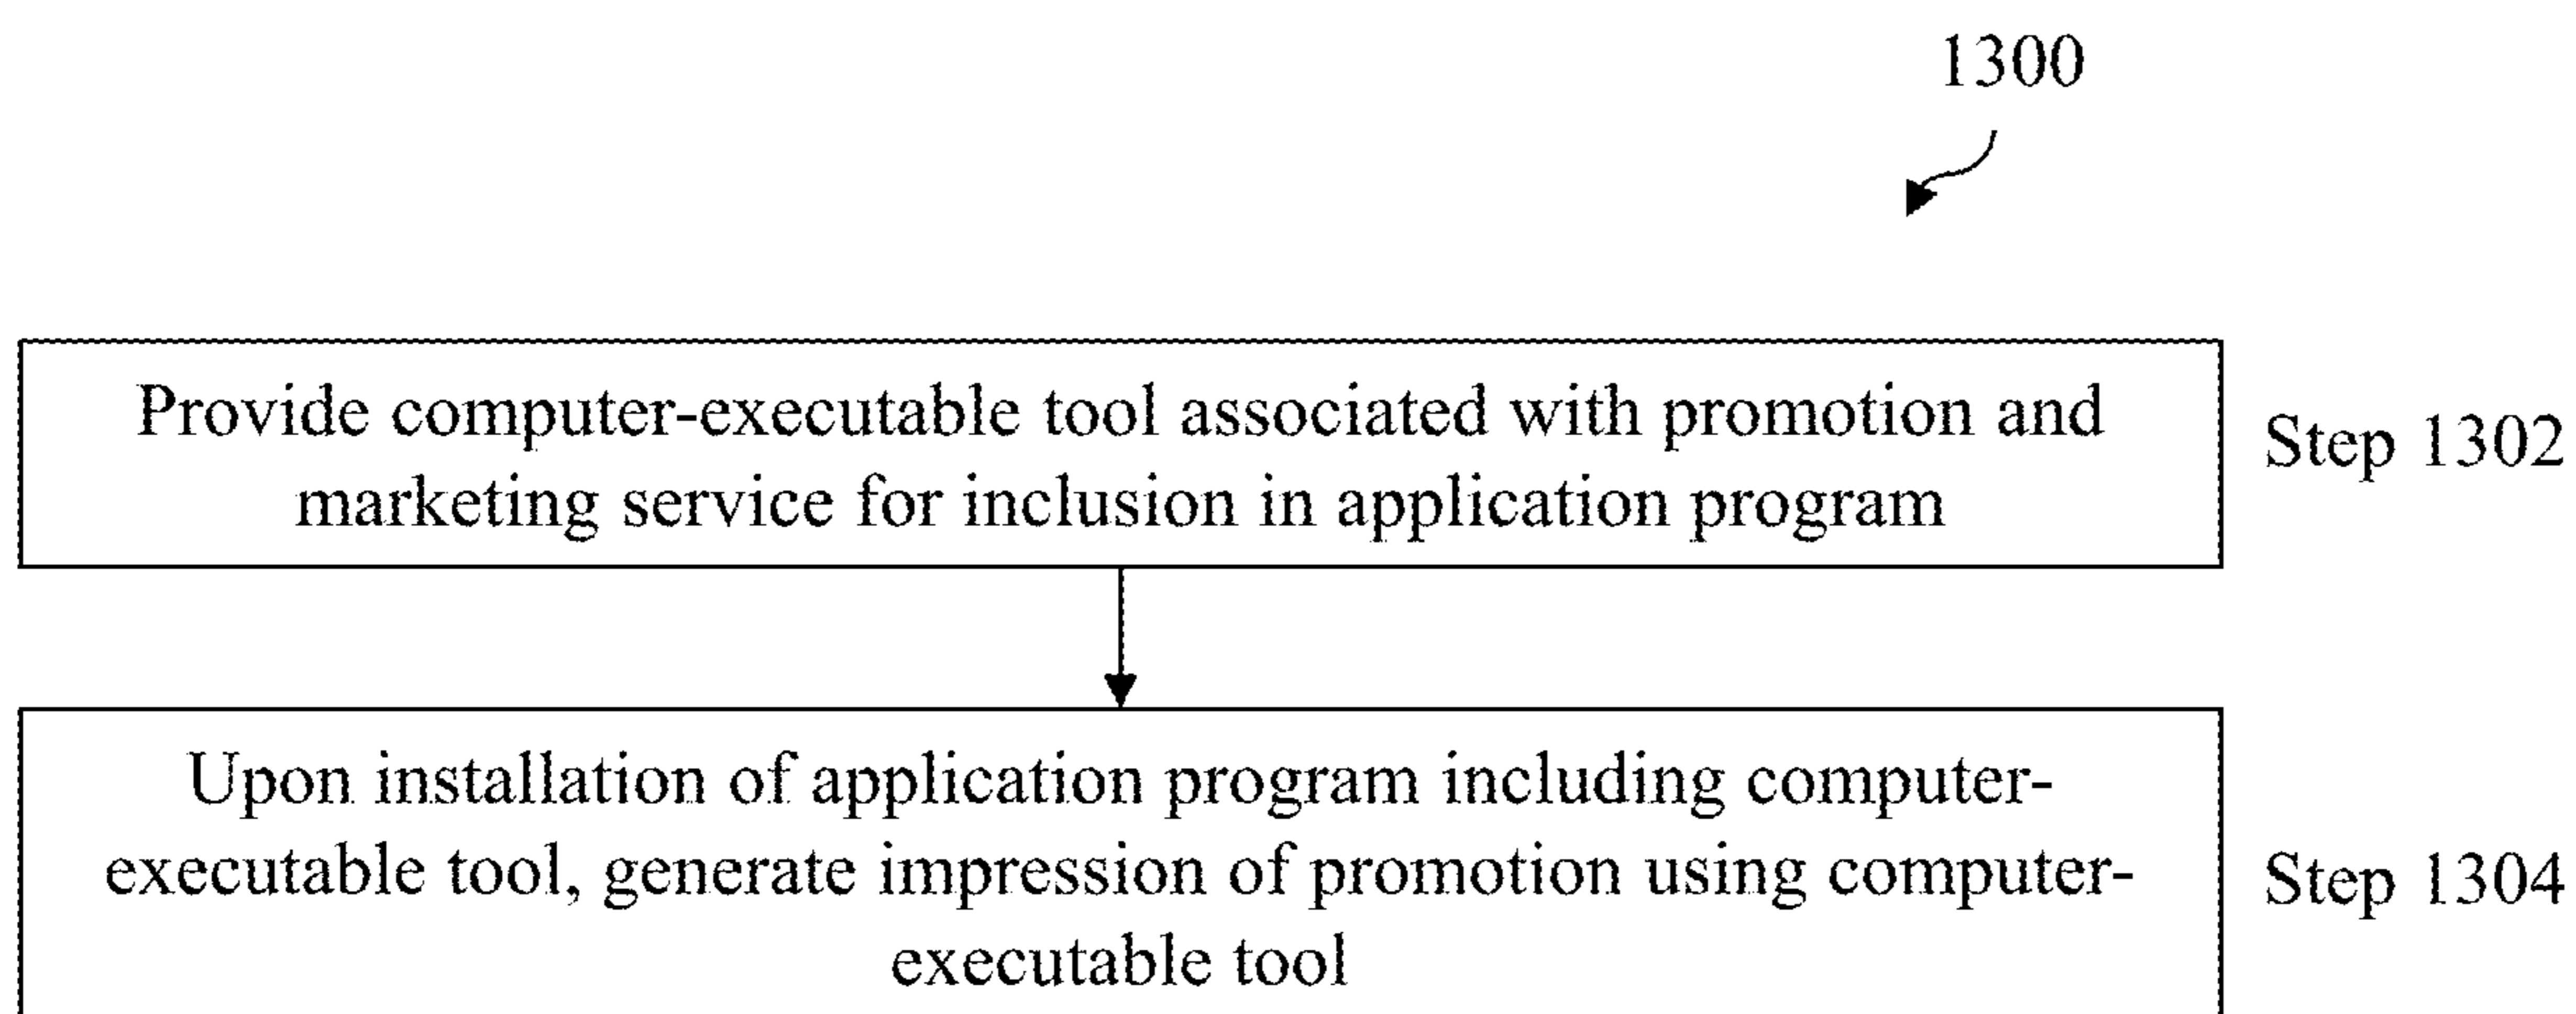 1300
Provide computer-executable tool associated with promotion and
marketing service for inclusion in application program
Step 1302
Upon installation of application program including computer-
executable tool, generate impression of promotion using computer-
executable tool
Step 1304